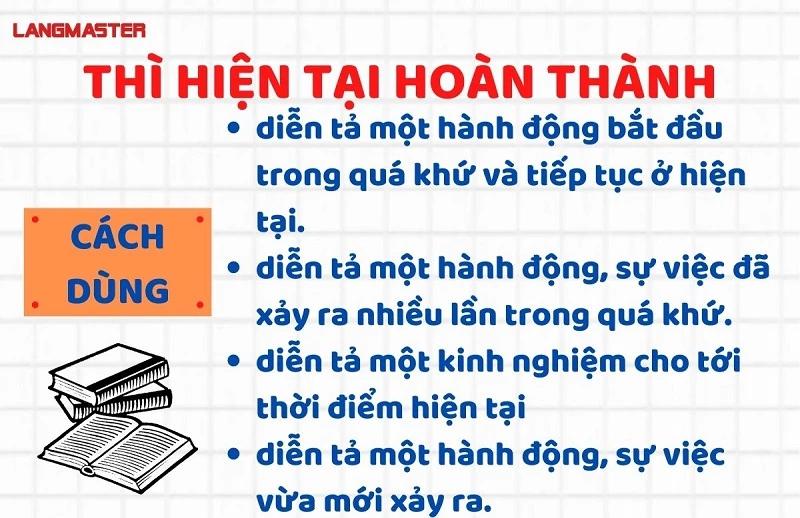 LANGMASTER
THÌ HIỆN TẠI HOÀN THÀNH
CÁCH
DÙNG
• diễn tả một hành động bắt đầu
trong quá khứ và tiếp tục ở hiện
tại.
• diễn tả một hành động, sự việc đã
xảy ra nhiều lần trong quá khứ.
• diễn tả một kinh nghiệm cho tới
thời điểm hiện tại
• diễn tả một hành động, sự việc
vừa mới xảy ra.